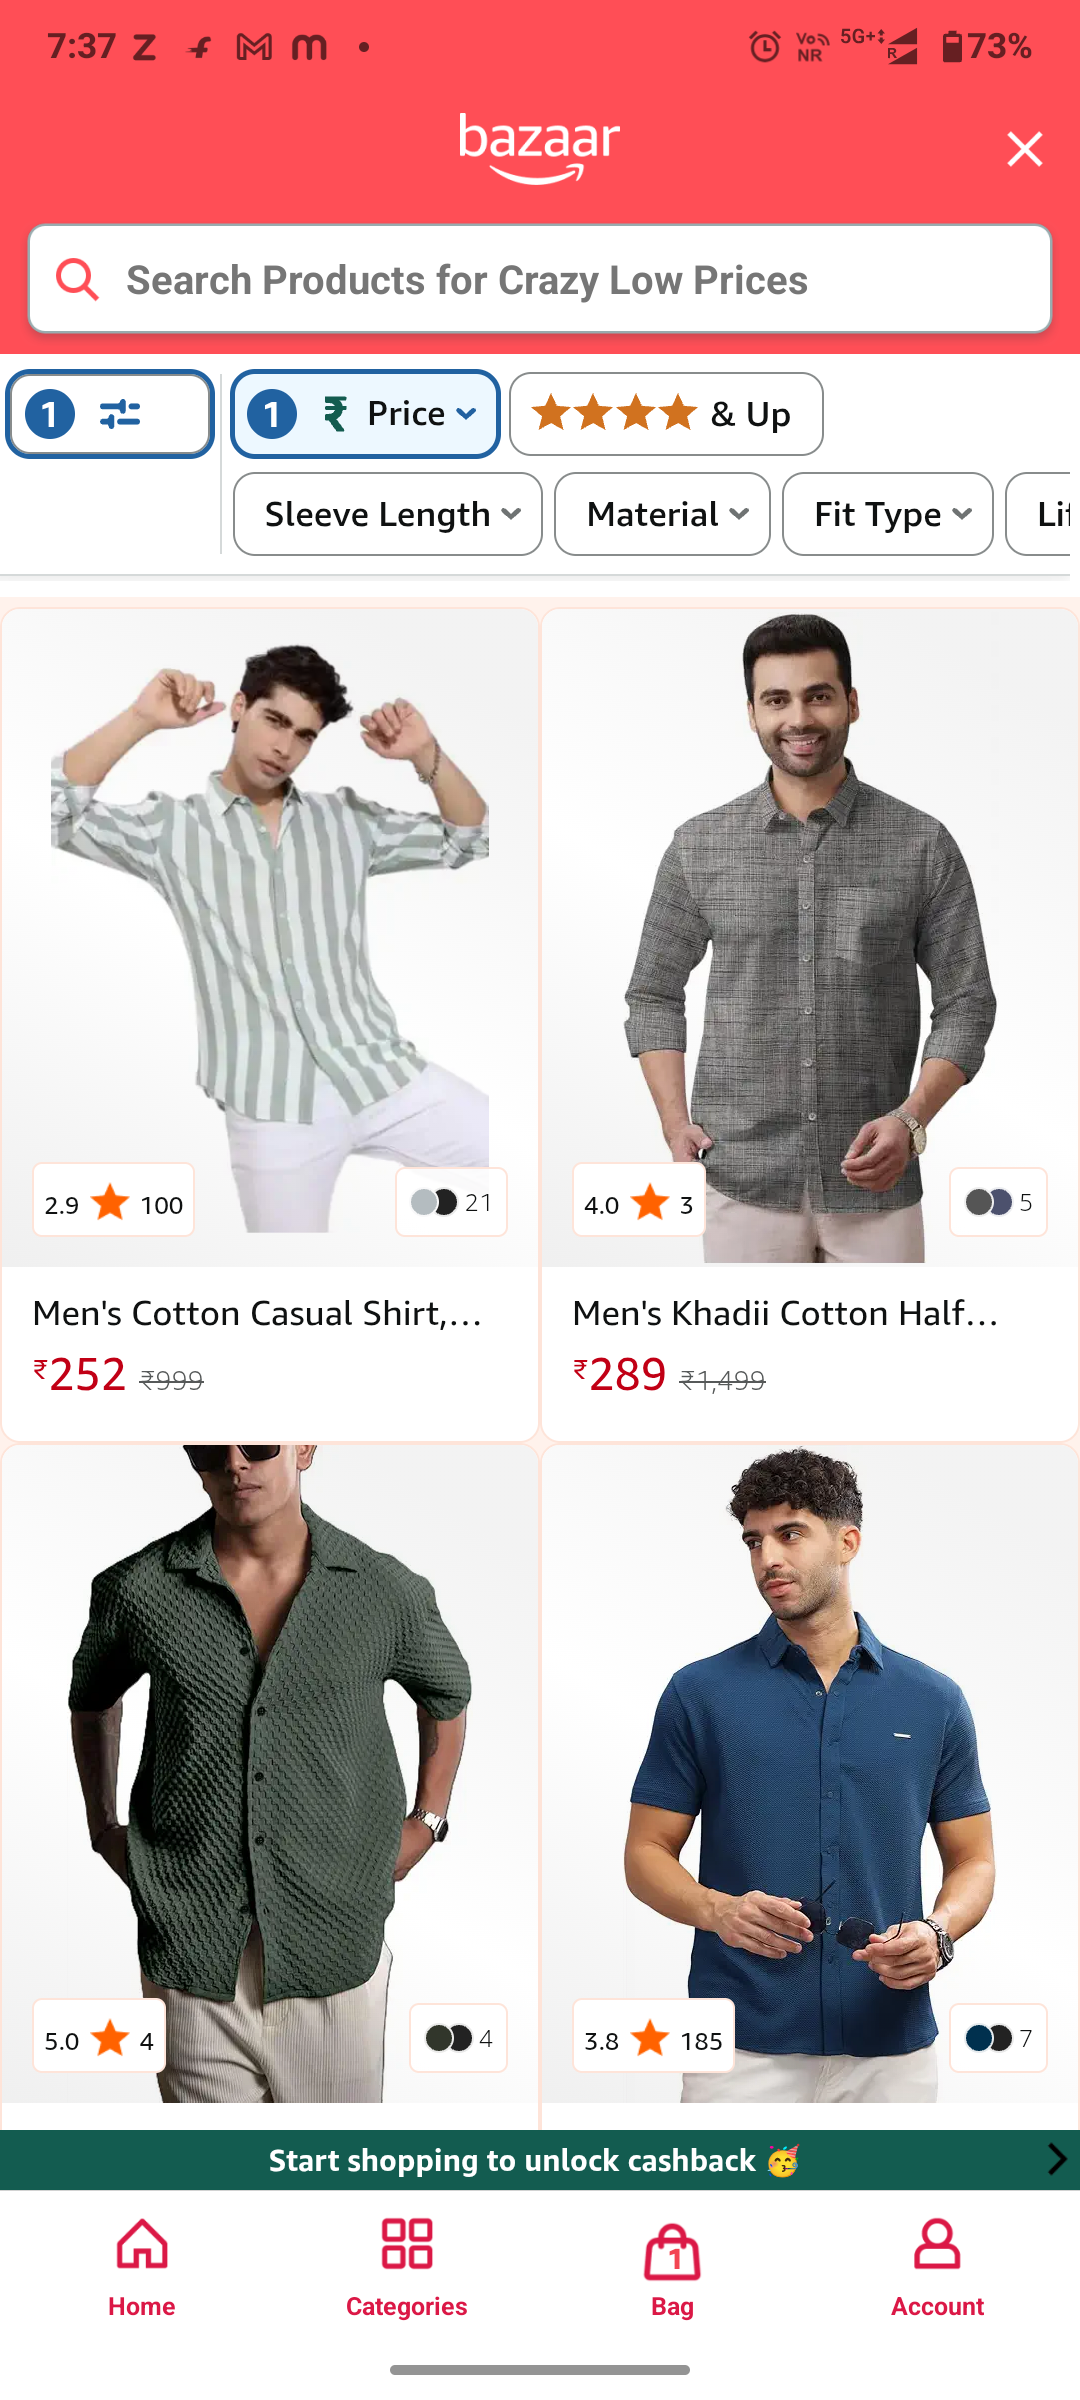 7:37
Vo NR 5G+ R 73%
bazaar
Search Products for Crazy Low Prices
1
1 ₹ Price
& Up
Sleeve Length Material Fit Type
2.9 100
21
4.0 3
5
Men's Cotton Casual Shirt,...
₹252 ₹999
Men's Khadii Cotton Half...
₹289 ₹1,499
5.0 4
4
3.8 185
7
Start shopping to unlock cashback 🥳
1
Home Categories Bag Account